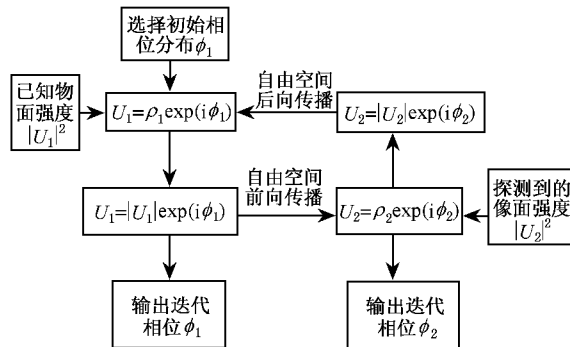 选择初始相
位分布ϕ₁
已知物
面强度
|U₁|²
U₁=ρ₁exp(iϕ₁)
自由空间
后向传播
U₂=|U₂|exp(iϕ₂)
U₁=|U₁|exp(iϕ₁)
自由空间
前向传播
U₂=ρ₂exp(iϕ₂)
探测到的
像面强度
|U₂|²
输出迭代
相位ϕ₁
输出迭代
相位ϕ₂